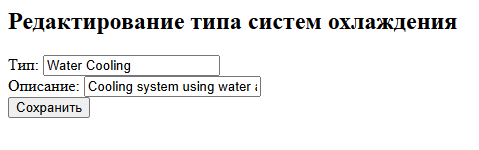 Редактирование типа систем охлаждения
Тип: Water Cooling
Описание: Cooling system using water
Сохранить